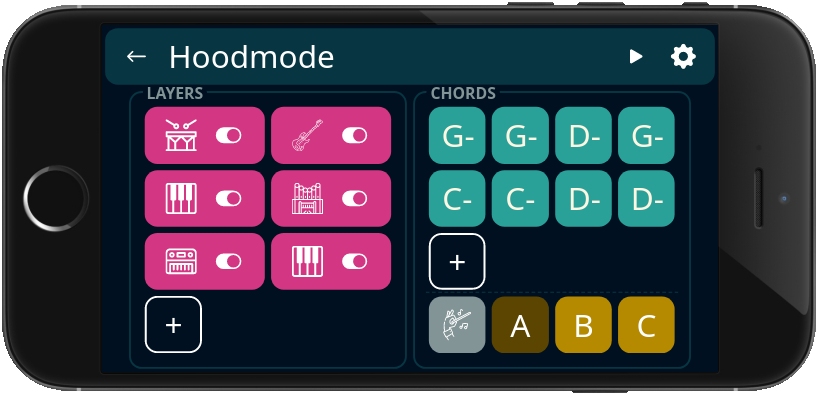 ← Hoodmode
LAYERS
CHORDS
G- G- D- G-
C- C- D- D-
+
+
A B C